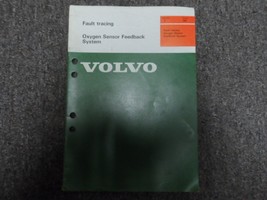 Fault tracing
Oxygen Sensor Feedback
System
VOLVO